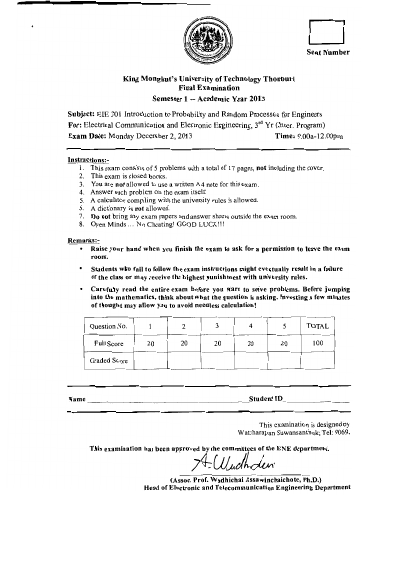 Seat Number
King Mongkut's University of Technology Thonburi
Final Examination
Semester 1 -- Academic Year 2013
Subject: EIE 301 Introduction to Probability and Random Processes for Engineers
For: Electrical Communication and Electronic Engineering, 3rd Yr (Inter. Program)
Exam Date: Monday December 2, 2013 Time: 9.00a-12.00pm
Instructions:-
1. This exam consists of 5 problems with a total of 17 pages, not including the cover.
2. This exam is closed books.
3. You are not allowed to use a written A4 note for this exam.
4. Answer each problem on the exam itself.
5. A calculator compling with the university rules is allowed.
6. A dictionary is not allowed.
7. Do not bring any exam papers and answer sheets outside the exam room.
8. Open Minds ... No Cheating! GOOD LUCK!!!
Remarks:-
• Raise your hand when you finish the exam to ask for a permission to leave the exam
room.
• Students who fail to follow the exam instructions might eventually result in a failure
of the class or may receive the highest punishment with university rules.
• Carefully read the entire exam before you start to solve problems. Before jumping
into the mathematics, think about what the question is asking. Investing a few minutes
of thought may allow you to avoid needless calculation!
Question No. 1 2 3 4 5 TOTAL
Full Score 20 20 20 20 20 100
Graded Score
Name Student ID
This examination is designed by
Watcharapan Suwansantisuk; Tel: 9069.
This examination has been approved by the committees of the ENE department.
(Assoc. Prof. Wudhichai Assawinchaichote, Ph.D.)
Head of Electronic and Telecommunication Engineering Department